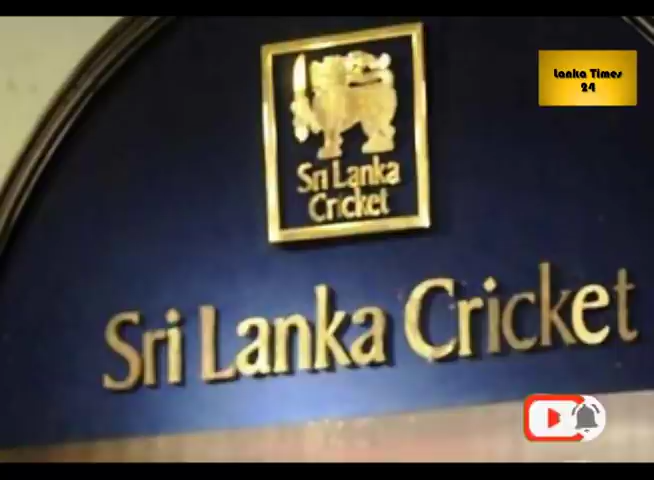 Lanka Times
24
Sri Lanka
Cricket
Sri Lanka Cricket